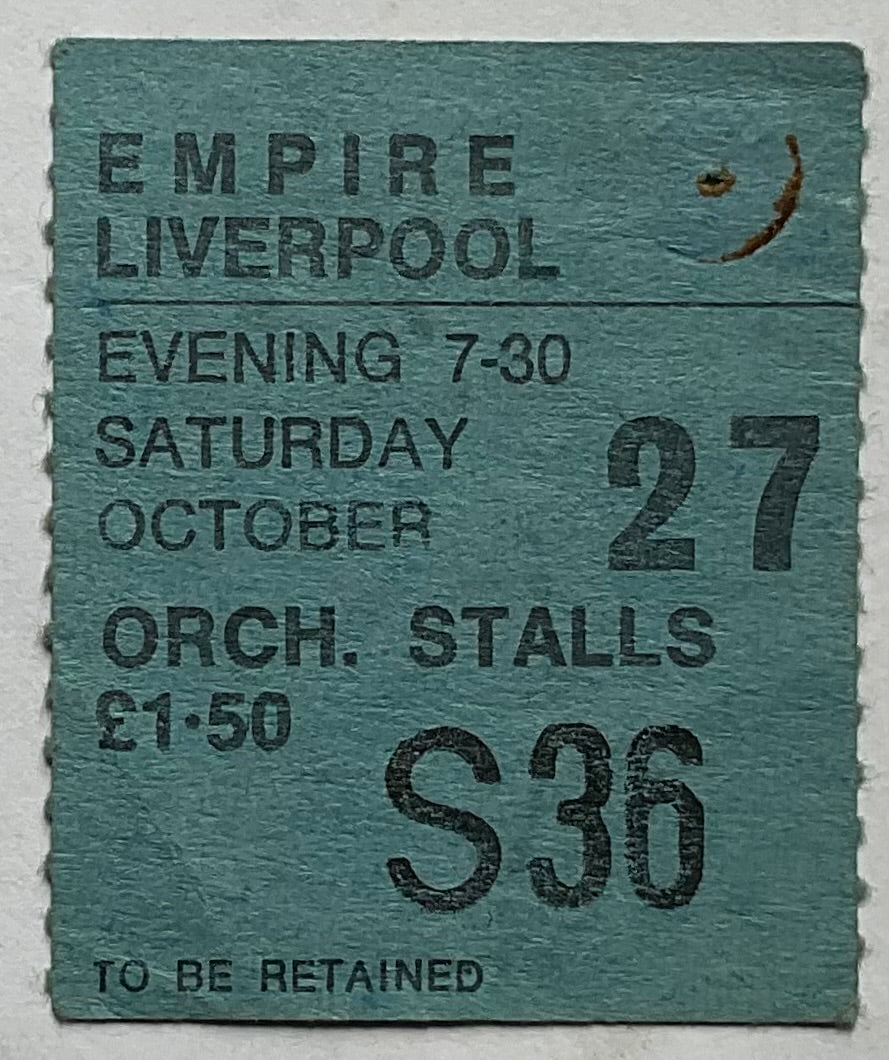 EMPIRE
LIVERPOOL
EVENING 7-30
SATURDAY
OCTOBER 27
ORCH. STALLS
£1·50
S36
TO BE RETAINED